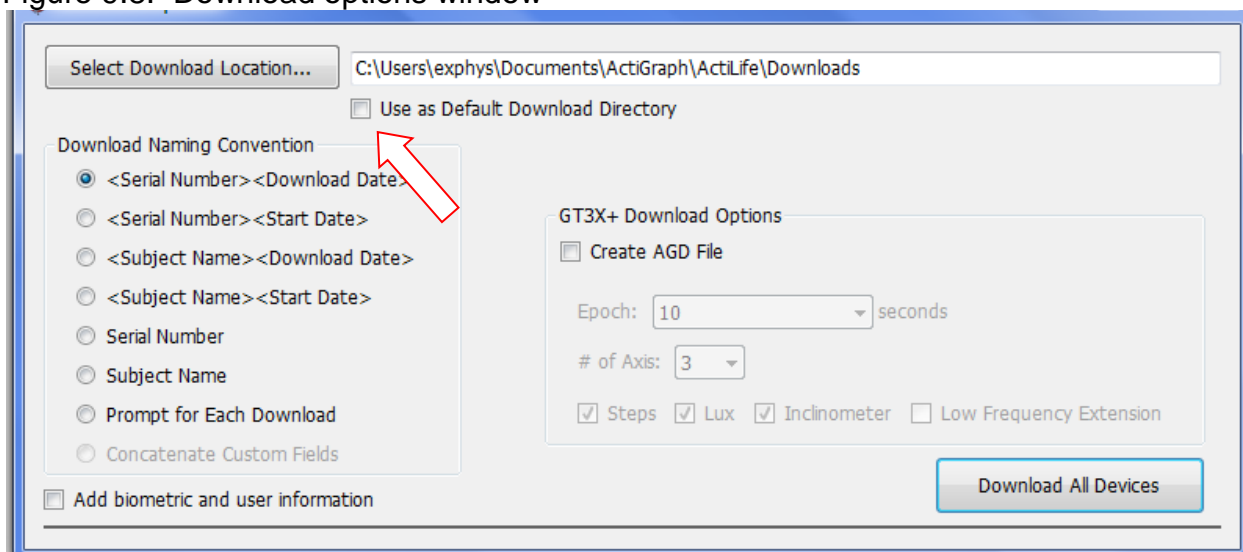 Select Download Location... C:\Users\exphys\Documents\ActiGraph\ActiLife\Downloads
Use as Default Download Directory
Download Naming Convention
<Serial Number><Download Date>
<Serial Number><Start Date>
<Subject Name><Download Date>
<Subject Name><Start Date>
Serial Number
Subject Name
Prompt for Each Download
Concatenate Custom Fields
Add biometric and user information
GT3X+ Download Options
Create AGD File
Epoch: 10 seconds
# of Axis: 3
Steps Lux Inclinometer Low Frequency Extension
Download All Devices